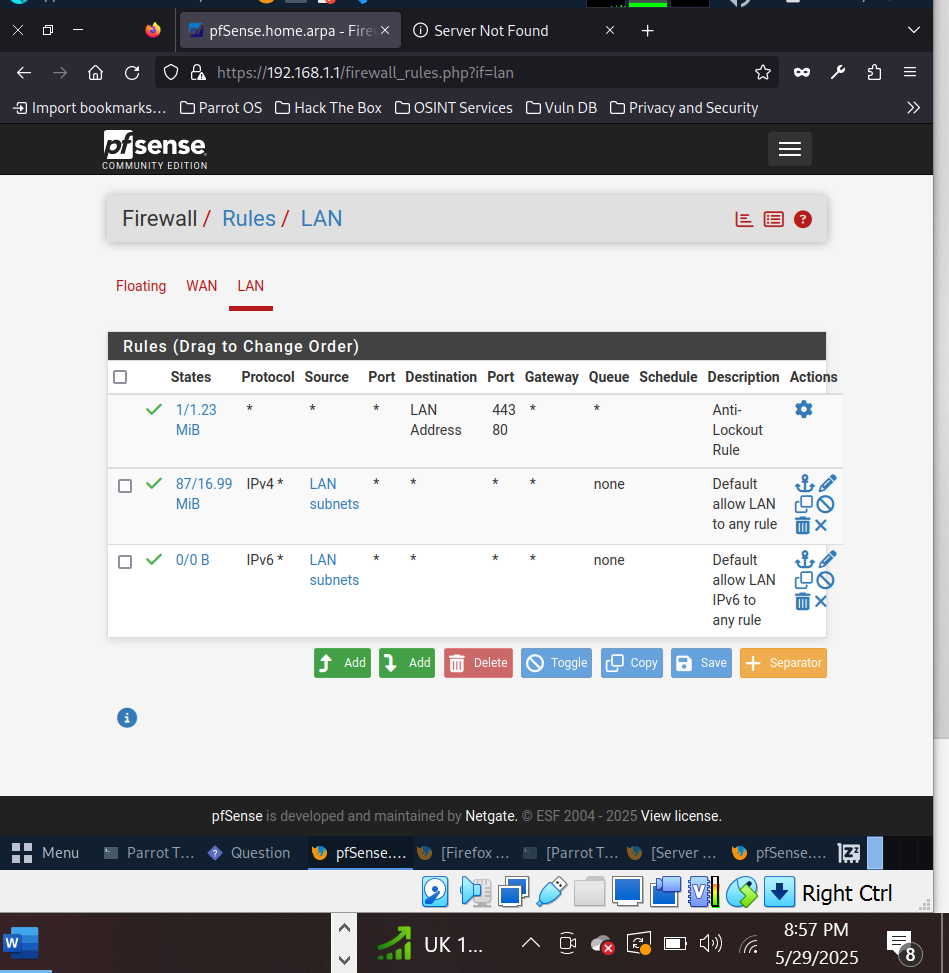 pfSense.home.arpa - Firew
Server Not Found
https://192.168.1.1/firewall_rules.php?if=lan
Import bookmarks…
Parrot OS
Hack The Box
OSINT Services
Vuln DB
Privacy and Security
pfsense
COMMUNITY EDITION
Firewall / Rules / LAN
Floating
WAN
LAN
Rules (Drag to Change Order)
States Protocol Source Port Destination Port Gateway Queue Schedule Description Actions
1/1.23 * * * LAN 443 * * Anti-
MiB Address 80 Lockout
Rule
87/16.99 IPv4 * LAN * * * * none Default
MiB subnets allow LAN
to any rule
0/0 B IPv6 * LAN * * * * none Default
subnets allow LAN
IPv6 to
any rule
Add
Add
Delete
Toggle
Copy
Save
Separator
pfSense is developed and maintained by Netgate. © ESF 2004 - 2025 View license.
Menu
Parrot T…
Question
pfSense.…
[Firefox …
[Parrot T…
[Server …
pfSense.…
Right Ctrl
W
UK 1...
8:57 PM
5/29/2025
8